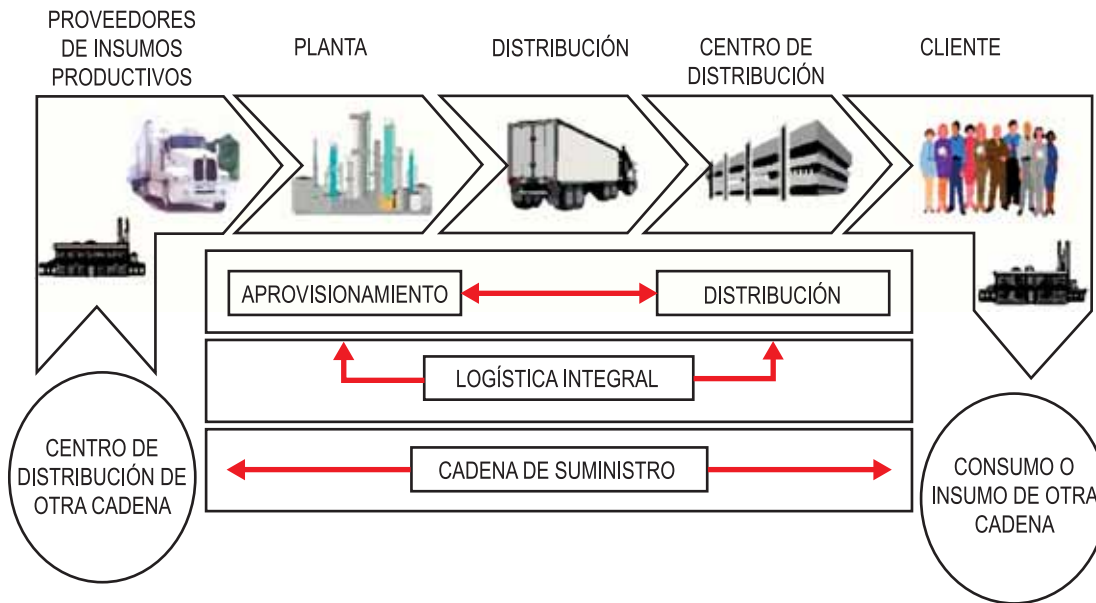 PROVEEDORES
DE INSUMOS
PRODUCTIVOS
PLANTA
DISTRIBUCIÓN
CENTRO DE
DISTRIBUCIÓN
CLIENTE
APROVISIONAMIENTO
DISTRIBUCIÓN
LOGÍSTICA INTEGRAL
CADENA DE SUMINISTRO
CENTRO DE
DISTRIBUCIÓN DE
OTRA CADENA
CONSUMO O
INSUMO DE OTRA
CADENA